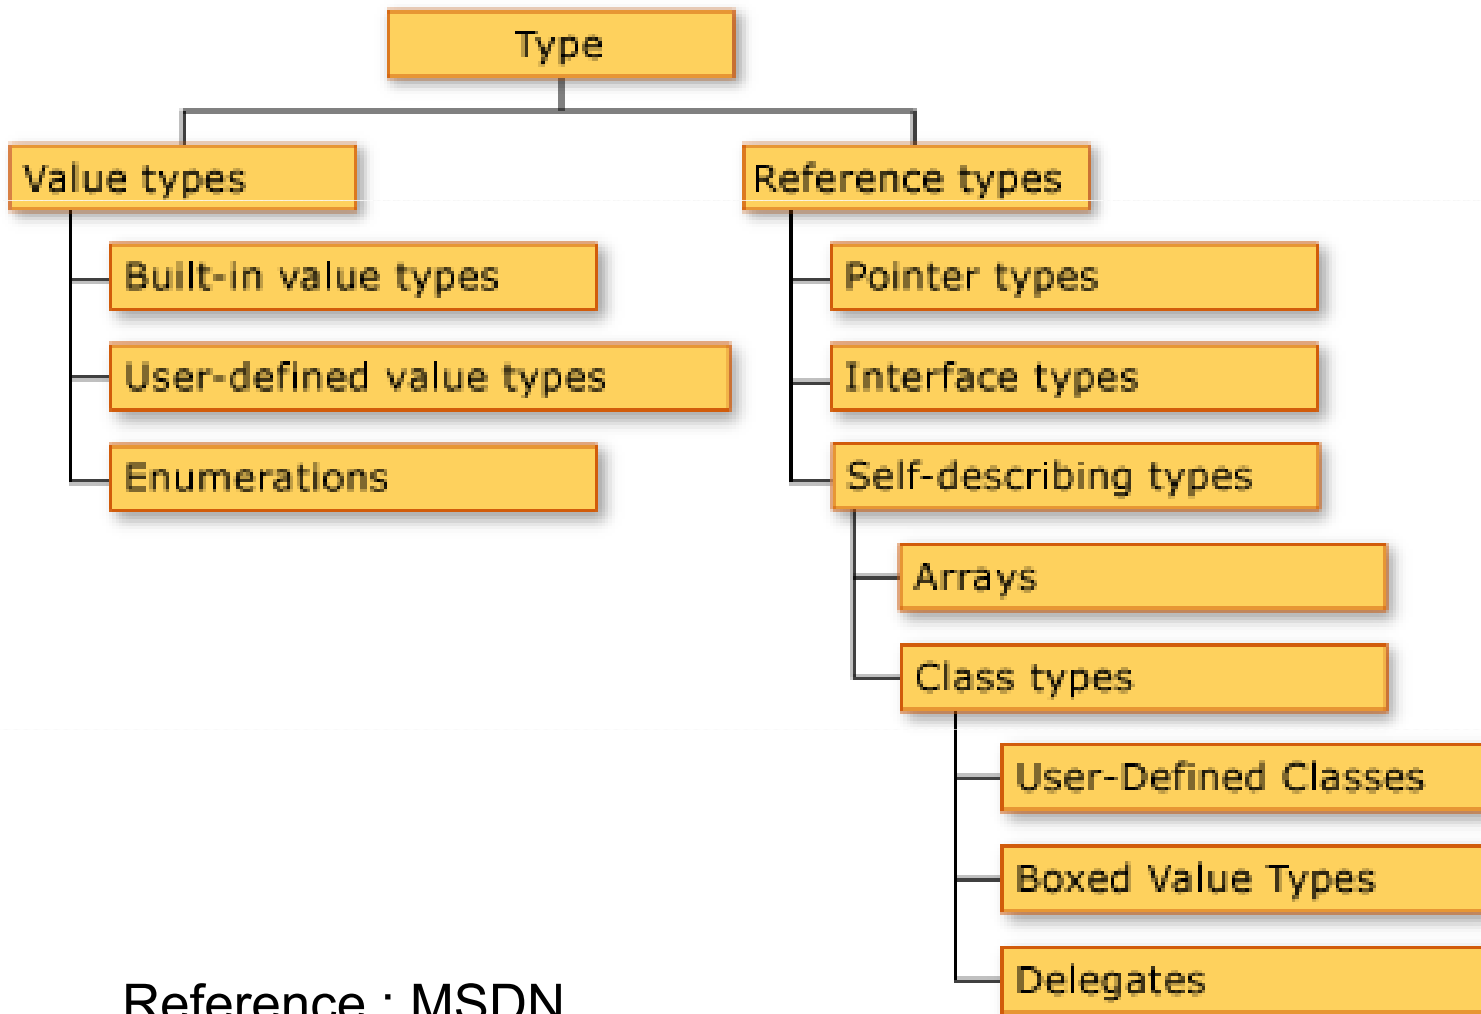 Type
Value types
Built-in value types
User-defined value types
Enumerations
Reference types
Pointer types
Interface types
Self-describing types
Arrays
Class types
User-Defined Classes
Boxed Value Types
Delegates
Reference : MSDN